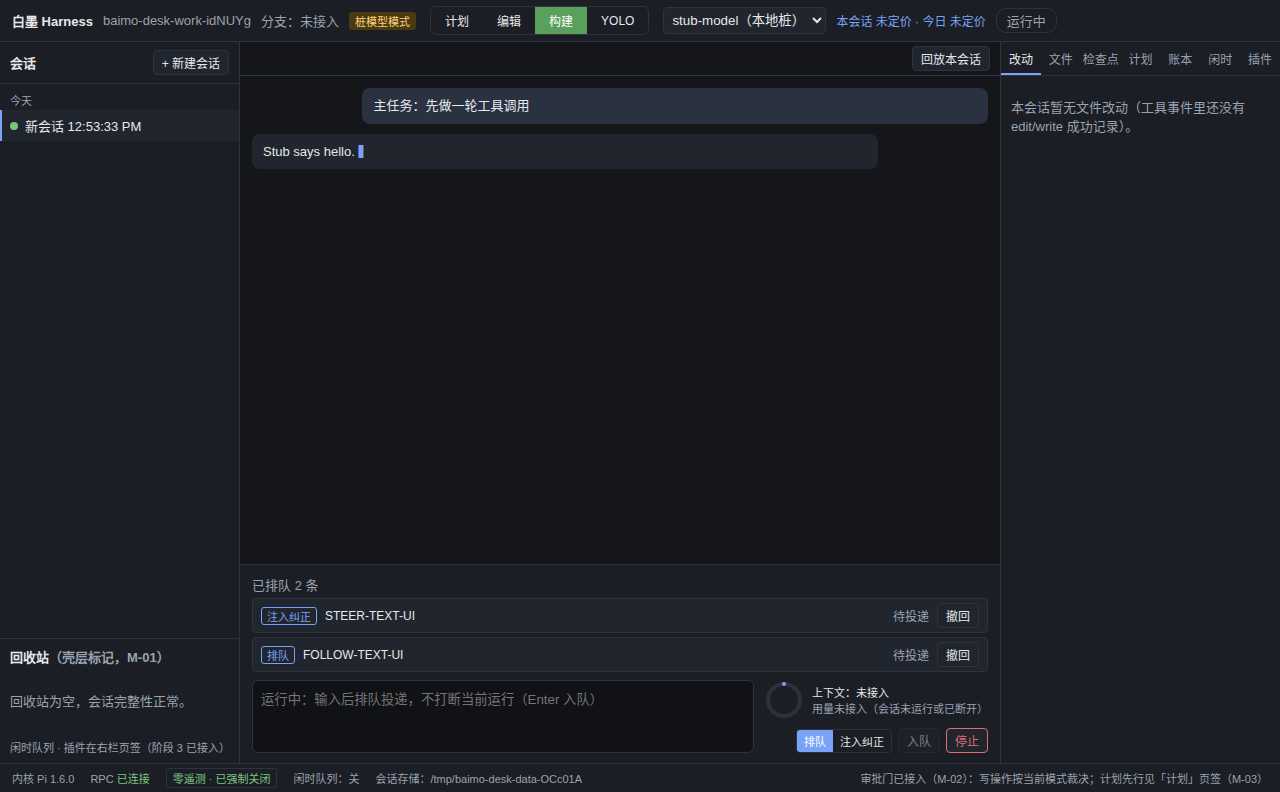 白垩 Harness baimo-desk-work-idNUYg 分支：未接入 桩模型模式 计划 编辑 构建 YOLO stub-model（本地桩） 本会话 未定价 · 今日 未定价 运行中
会话 + 新建会话
回放本会话
改动 文件 检查点 计划 账本 闲时 插件
今天
新会话 12:53:33 PM
主任务：先做一轮工具调用
Stub says hello.
本会话暂无文件改动（工具事件里还没有
edit/write 成功记录）。
已排队 2 条
注入纠正 STEER-TEXT-UI 待投递 撤回
排队 FOLLOW-TEXT-UI 待投递 撤回
回收站（壳层标记，M-01）
回收站为空，会话完整性正常。
闲时队列 · 插件在右栏页签（阶段 3 已接入）
运行中：输入后排队投递，不打断当前运行（Enter 入队）
上下文：未接入
用量未接入（会话未运行或已断开）
排队 注入纠正 入队 停止
内核 Pi 1.6.0 RPC 已连接 零遥测 · 已强制关闭 闲时队列：关 会话存储：/tmp/baimo-desk-data-OCc01A 审批门已接入（M-02）：写操作按当前模式裁决；计划先行见「计划」页签（M-03）